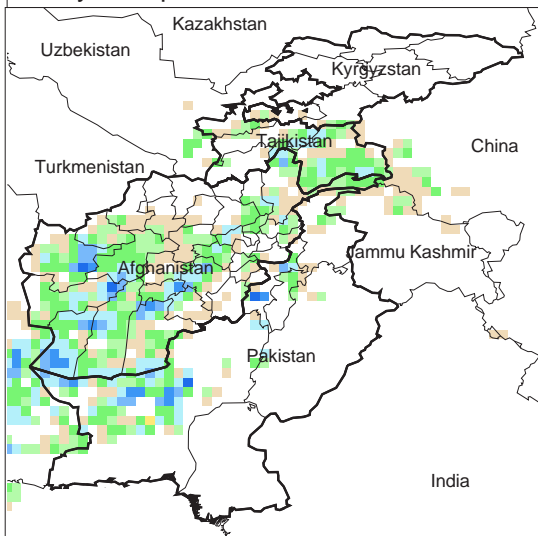 Kazakhstan
Uzbekistan
Kyrgyzstan
Tajikistan
China
Turkmenistan
Jammu Kashmir
Afghanistan
Pakistan
India